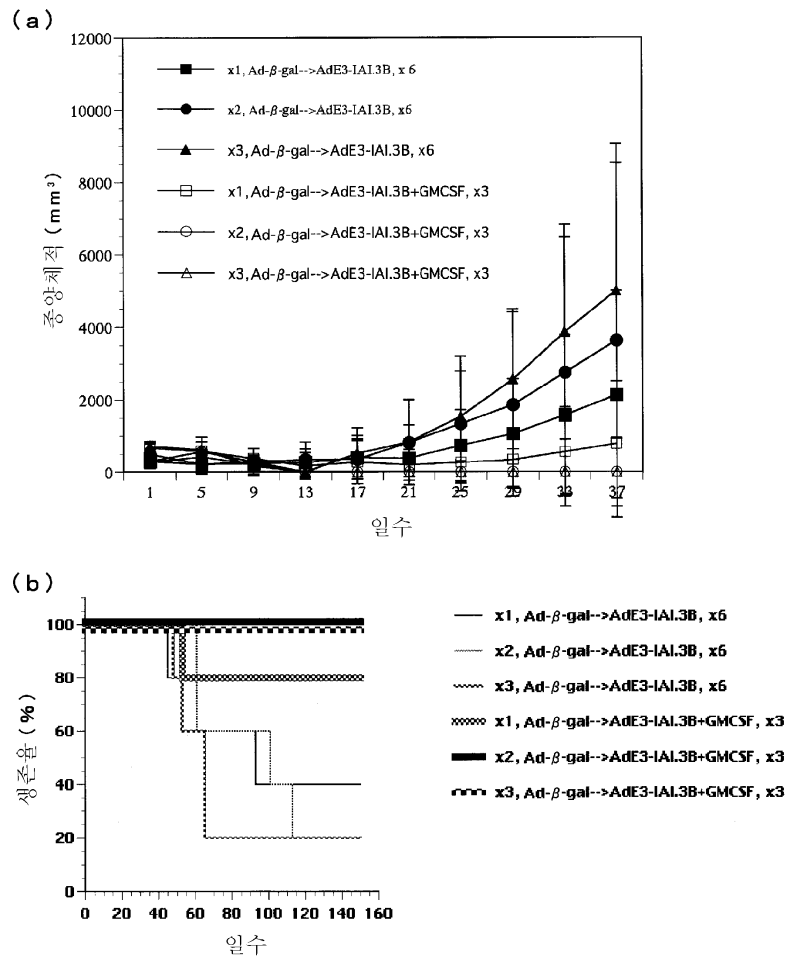 (a)
12000
10000
8000
6000
4000
2000
0
종양체적 (mm³)
x1, Ad-β-gal-->AdE3-IAI.3B, x 6
x2, Ad-β-gal-->AdE3-IAI.3B, x6
x3, Ad-β-gal-->AdE3-IAI.3B, x6
x1, Ad-β-gal-->AdE3-IAI.3B+GMCSF, x3
x2, Ad-β-gal-->AdE3-IAI.3B+GMCSF, x3
x3, Ad-β-gal-->AdE3-IAI.3B+GMCSF, x3
1 5 9 13 17 21 25 29 33 37
일수
(b)
100
80
60
40
20
0
생존율 (%)
0 20 40 60 80 100 120 140 160
일수
x1, Ad-β-gal-->AdE3-IAI.3B, x6
x2, Ad-β-gal-->AdE3-IAI.3B, x6
x3, Ad-β-gal-->AdE3-IAI.3B, x6
x1, Ad-β-gal-->AdE3-IAI.3B+GMCSF, x3
x2, Ad-β-gal-->AdE3-IAI.3B+GMCSF, x3
x3, Ad-β-gal-->AdE3-IAI.3B+GMCSF, x3